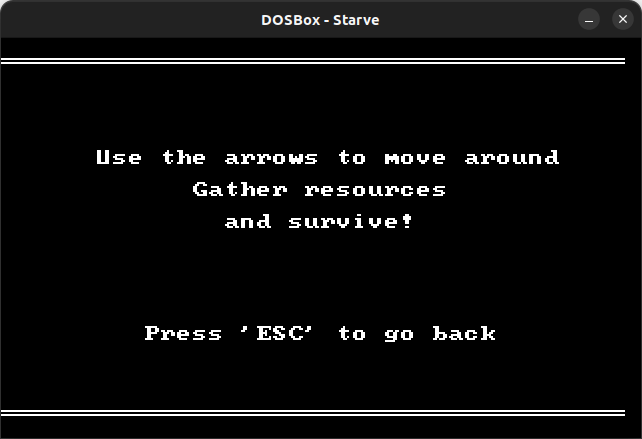 DOSBox - Starve
Use the arrows to move around
Gather resources
and survive!
Press 'ESC' to go back